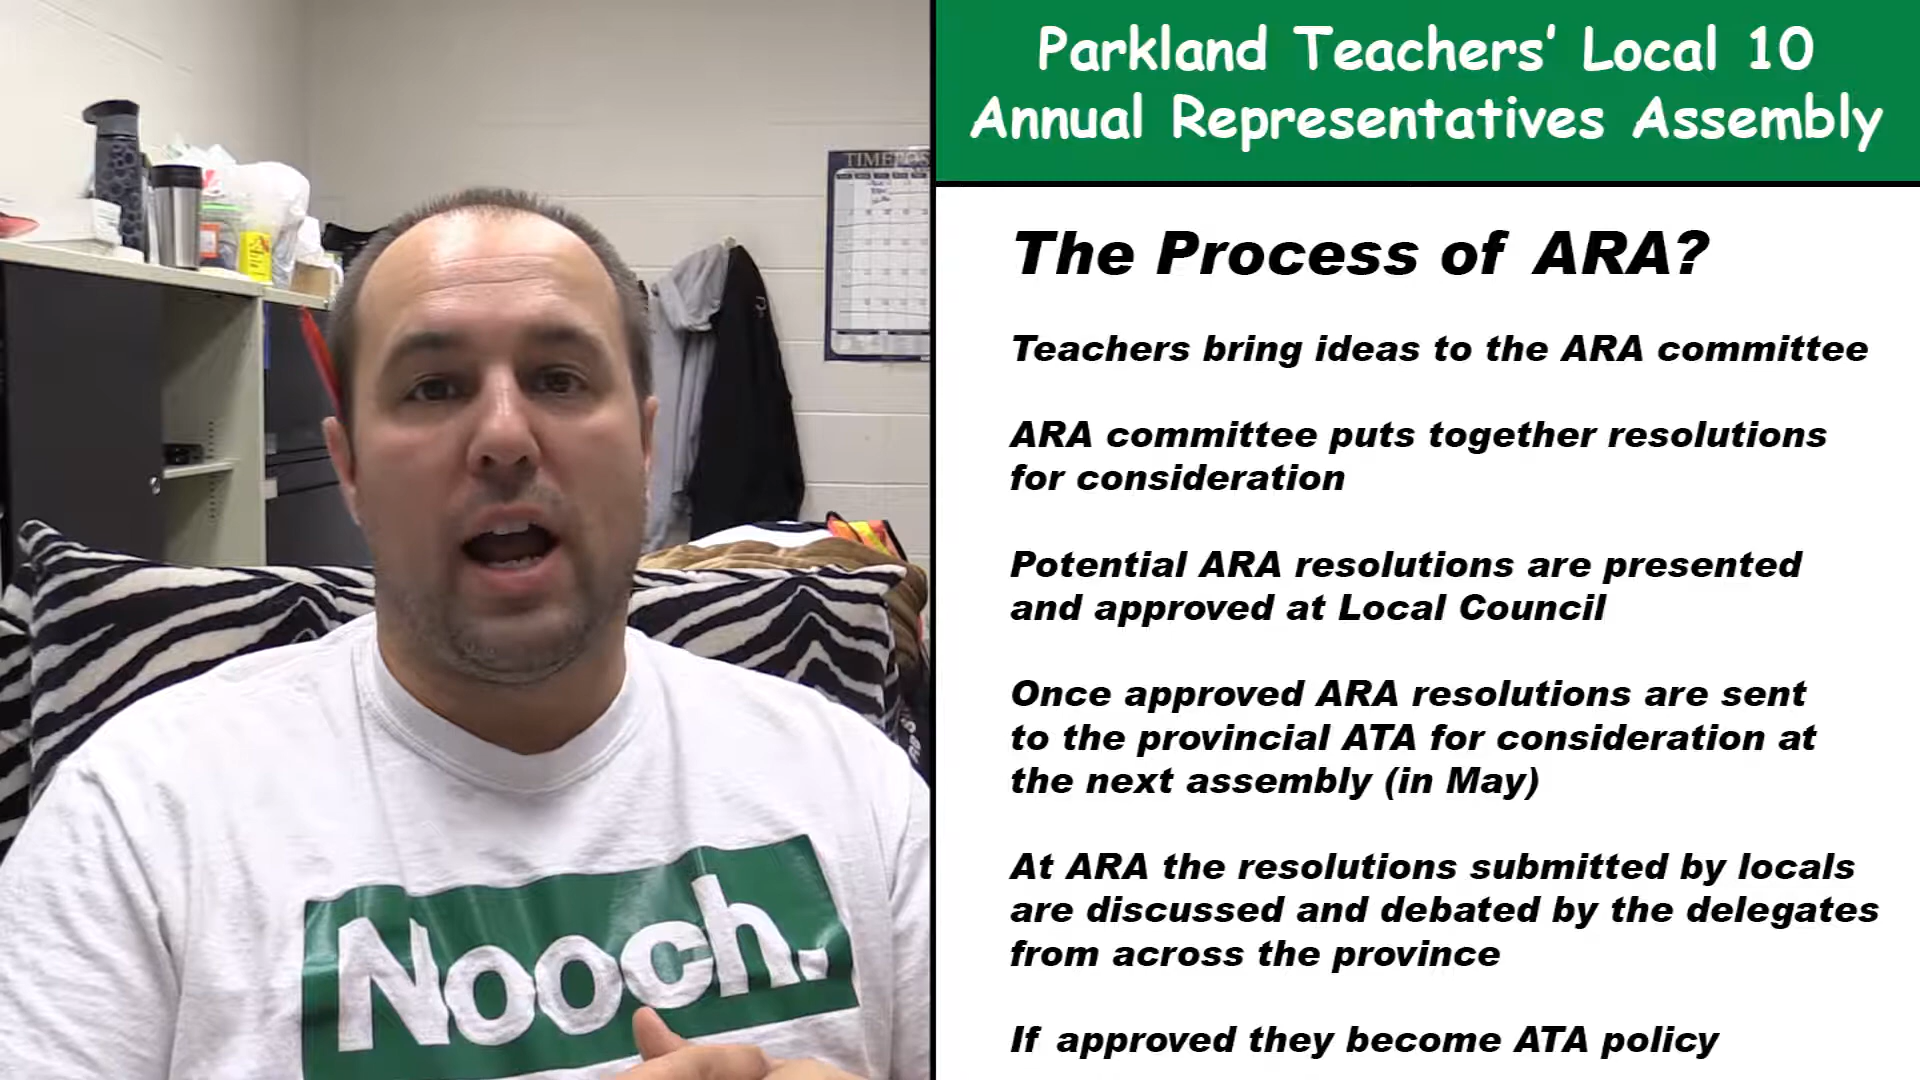 Parkland Teachers’ Local 10
Annual Representatives Assembly
The Process of ARA?
Teachers bring ideas to the ARA committee
ARA committee puts together resolutions
for consideration
Potential ARA resolutions are presented
and approved at Local Council
Once approved ARA resolutions are sent
to the provincial ATA for consideration at
the next assembly (in May)
At ARA the resolutions submitted by locals
are discussed and debated by the delegates
from across the province
If approved they become ATA policy
Nooch.